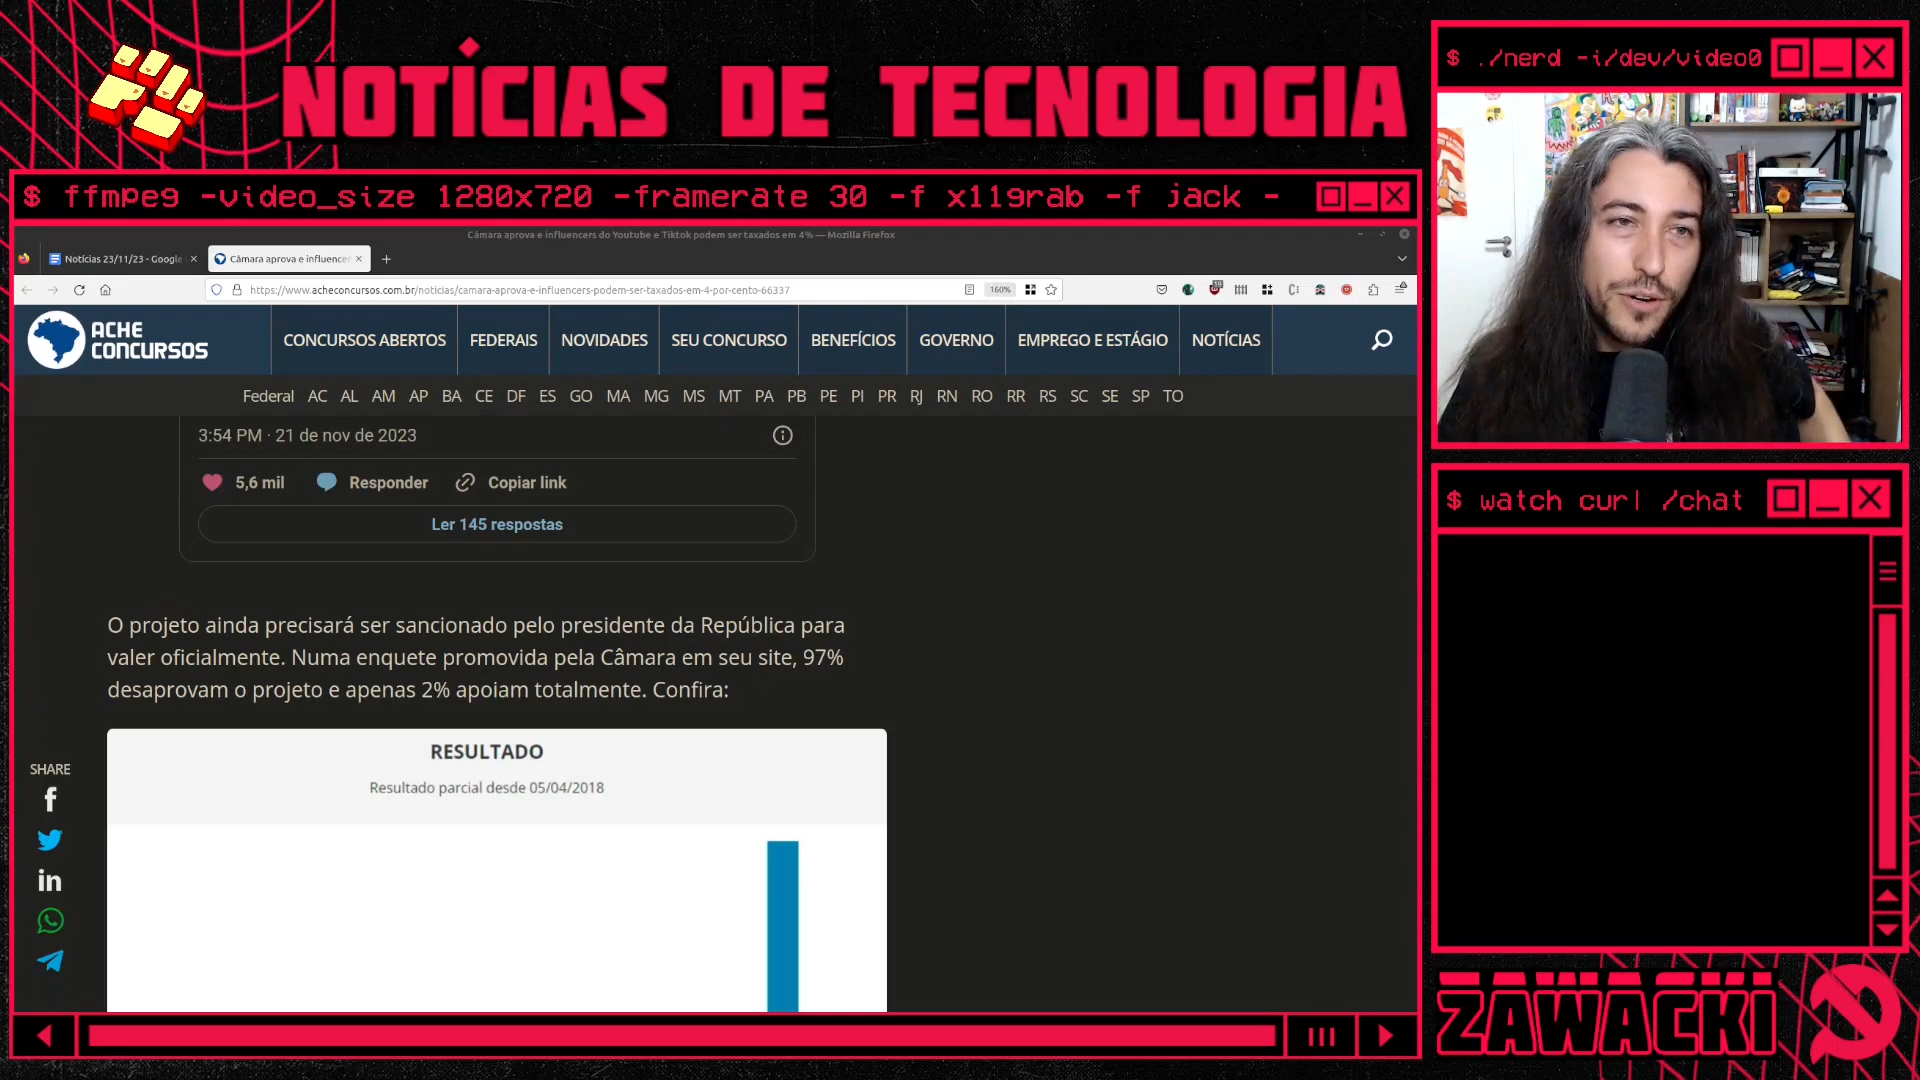 NOTÍCIAS DE TECNOLOGIA
$ ffmpeg -video_size 1280x720 -framerate 30 -f x119rab -f jack -
Câmara aprova e influencers do Youtube e Tiktok podem ser taxados em 4% — Mozilla Firefox
Notícias 23/11/23 - Google
Câmara aprova e influencer
https://www.acheconcursos.com.br/noticias/camara-aprova-e-influencers-podem-ser-taxados-em-4-por-cento-66337
160%
ACHE CONCURSOS
CONCURSOS ABERTOS FEDERAIS NOVIDADES SEU CONCURSO BENEFÍCIOS GOVERNO EMPREGO E ESTÁGIO NOTÍCIAS
Federal AC AL AM AP BA CE DF ES GO MA MG MS MT PA PB PE PI PR RJ RN RO RR RS SC SE SP TO
3:54 PM · 21 de nov de 2023
5,6 mil Responder Copiar link
Ler 145 respostas
O projeto ainda precisará ser sancionado pelo presidente da República para
valer oficialmente. Numa enquete promovida pela Câmara em seu site, 97%
desaprovam o projeto e apenas 2% apoiam totalmente. Confira:
RESULTADO
Resultado parcial desde 05/04/2018
SHARE
$ ./nerd -i/dev/video0
$ watch curl /chat
ZAWACKI